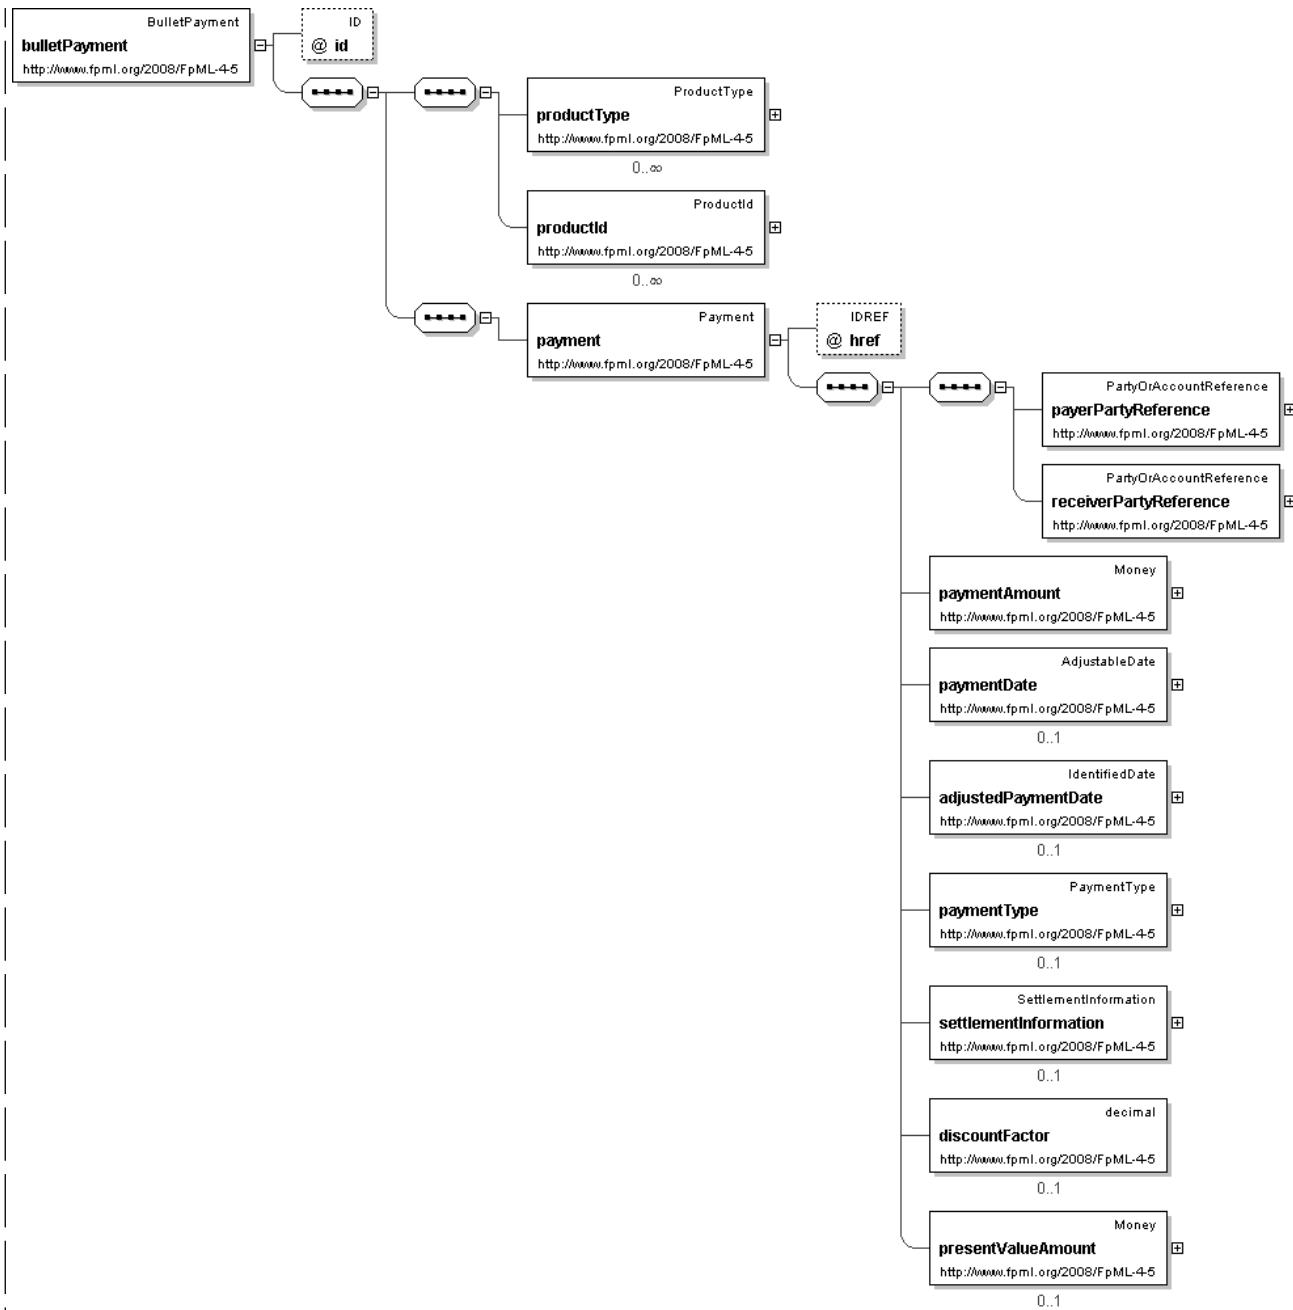 BulletPayment
bulletPayment
http://www.fpml.org/2008/FpML-4-5
ID
@ id
ProductType
productType
http://www.fpml.org/2008/FpML-4-5
0..∞
ProductId
productId
http://www.fpml.org/2008/FpML-4-5
0..∞
Payment
payment
http://www.fpml.org/2008/FpML-4-5
IDREF
@ href
PartyOrAccountReference
payerPartyReference
http://www.fpml.org/2008/FpML-4-5
PartyOrAccountReference
receiverPartyReference
http://www.fpml.org/2008/FpML-4-5
Money
paymentAmount
http://www.fpml.org/2008/FpML-4-5
AdjustableDate
paymentDate
http://www.fpml.org/2008/FpML-4-5
0..1
IdentifiedDate
adjustedPaymentDate
http://www.fpml.org/2008/FpML-4-5
0..1
PaymentType
paymentType
http://www.fpml.org/2008/FpML-4-5
0..1
SettlementInformation
settlementInformation
http://www.fpml.org/2008/FpML-4-5
0..1
decimal
discountFactor
http://www.fpml.org/2008/FpML-4-5
0..1
Money
presentValueAmount
http://www.fpml.org/2008/FpML-4-5
0..1